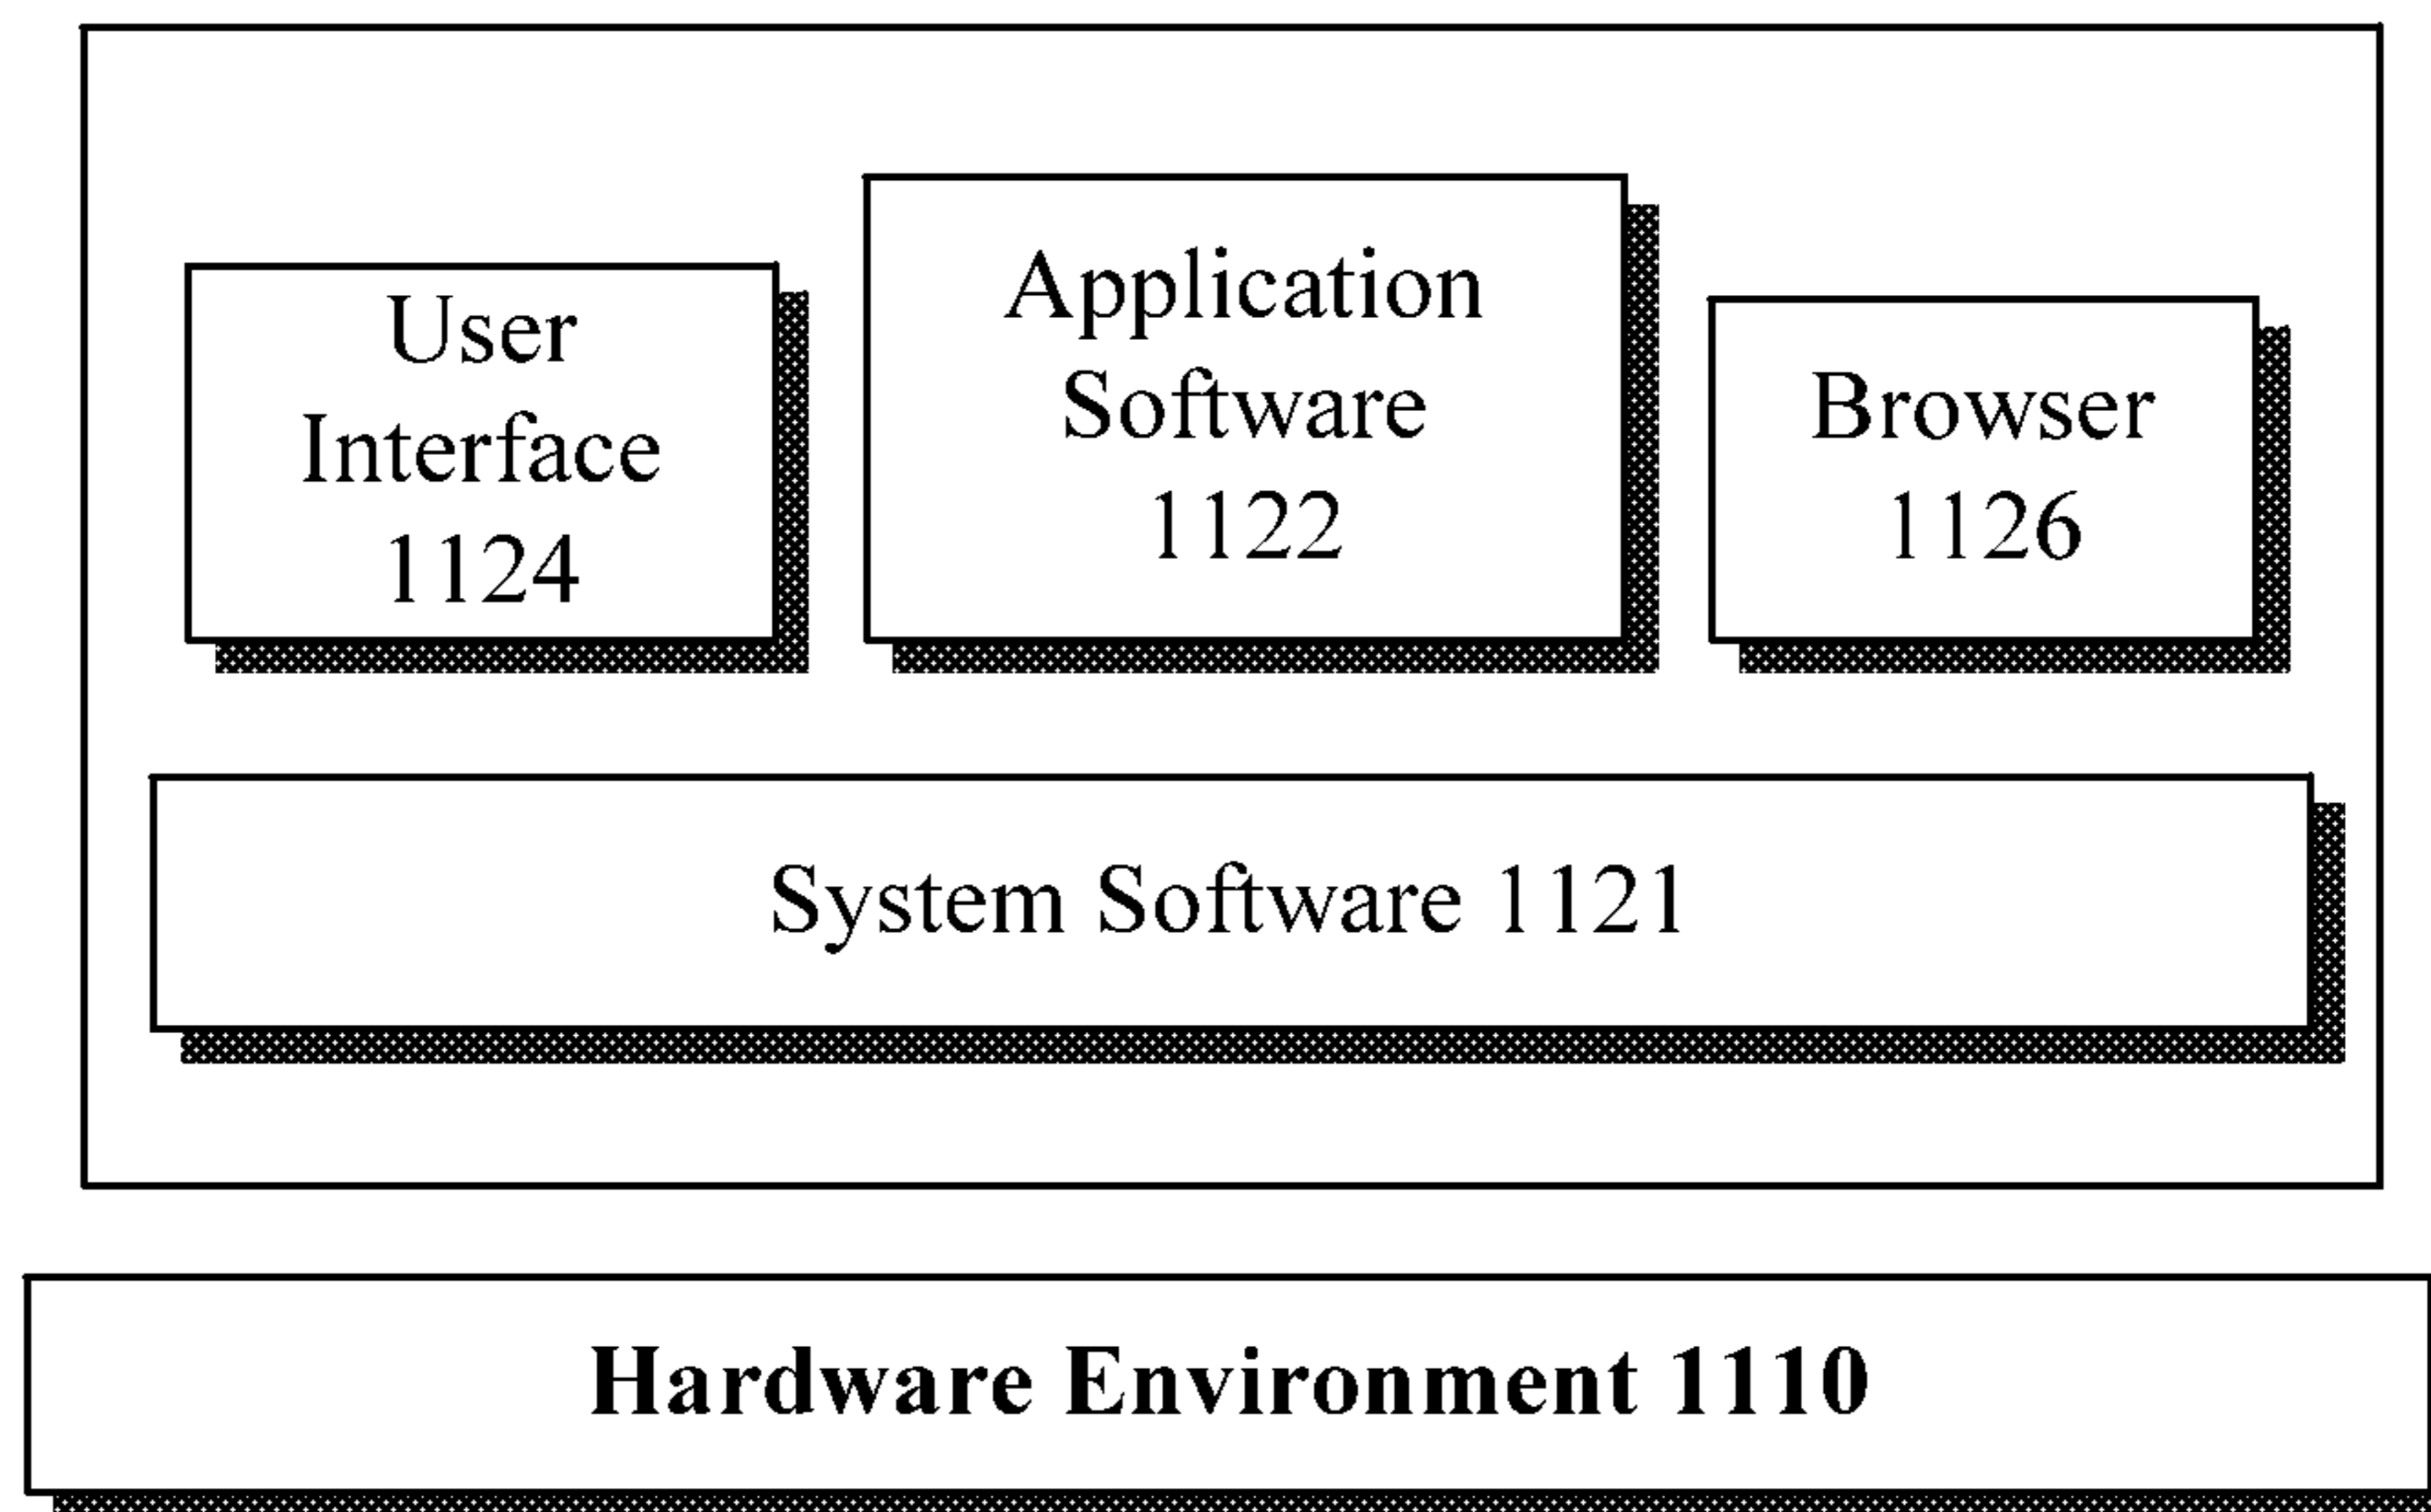 User
Interface
1124
Application
Software
1122
Browser
1126
System Software 1121
Hardware Environment 1110